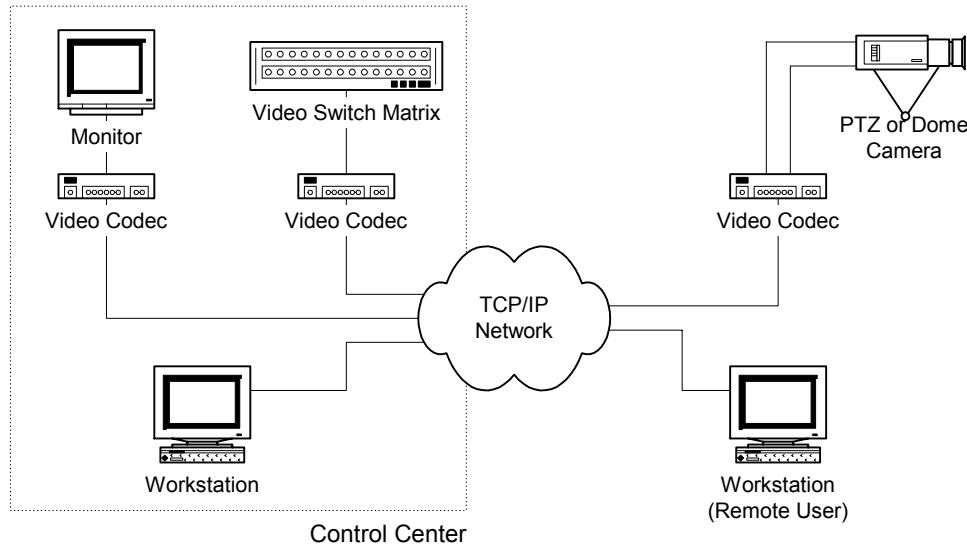 Monitor
Video Switch Matrix
PTZ or Dome
Camera
Video Codec
Video Codec
Video Codec
TCP/IP
Network
Workstation
Workstation
(Remote User)
Control Center